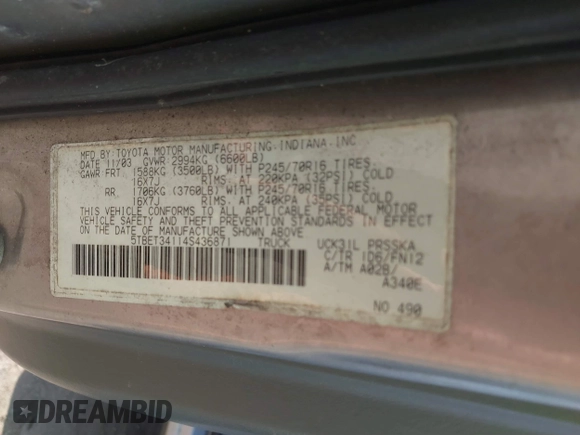 MFD.BY:TOYOTA MOTOR MANUFACTURING.INDIANA.INC
DATE 11/03 GVWR 2994KG (6600LB)
GAWR FRT 1588KG (3500LB) WITH P245/70R16 TIRES
16X7J RIMS. AT 220KPA (32PSI) COLD
RR 1706KG (3760LB) WITH P245/70R16 TIRES
16X7J RIMS. AT 240KPA (35PSI) COLD
THIS VEHICLE CONFORMS TO ALL APPLICABLE FEDERAL MOTOR
VEHICLE SAFETY AND THEFT PREVENTION STANDARDS IN EFFECT
ON THE DATE OF MANUFACTURE SHOWN ABOVE
5TBET34114S436871 TRUCK UCK31L PRSSKA
C/TR 1D6/FN12
A/TM A02B/
A340E
NO 490
DREAMBID